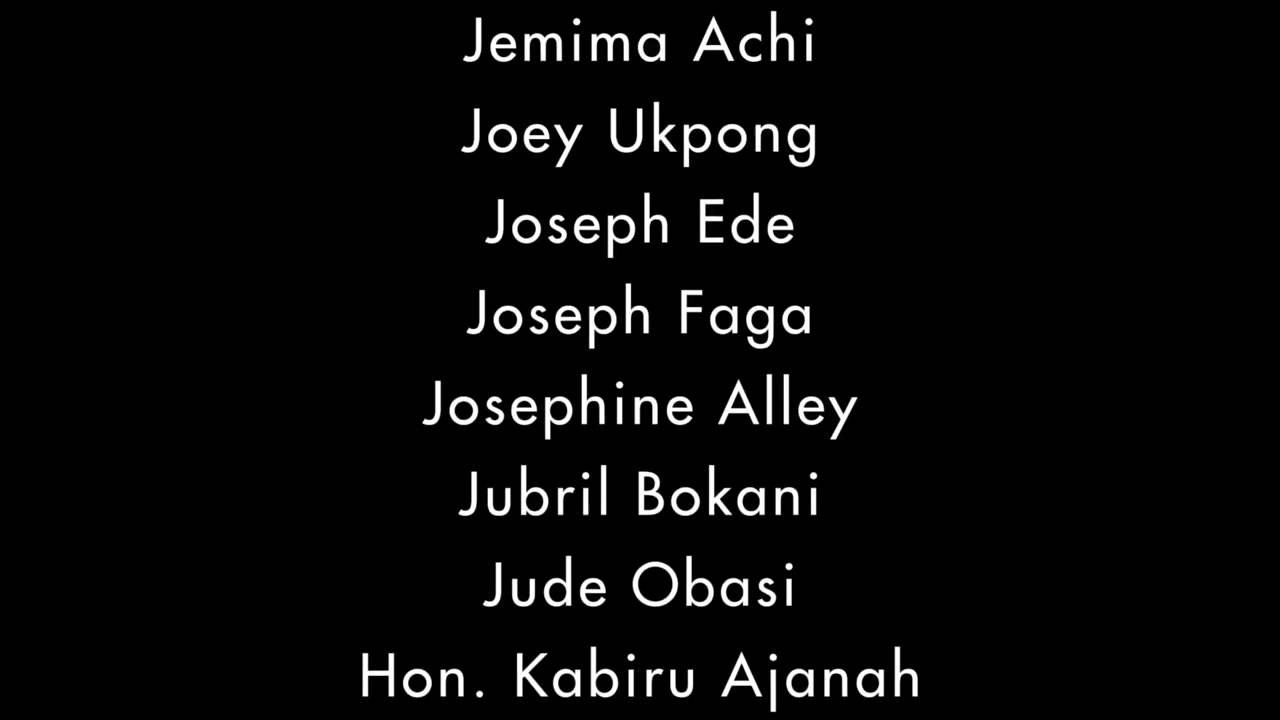 Jemima Achi
Joey Ukpong
Joseph Ede
Joseph Faga
Josephine Alley
Jubril Bokani
Jude Obasi
Hon. Kabiru Ajanah